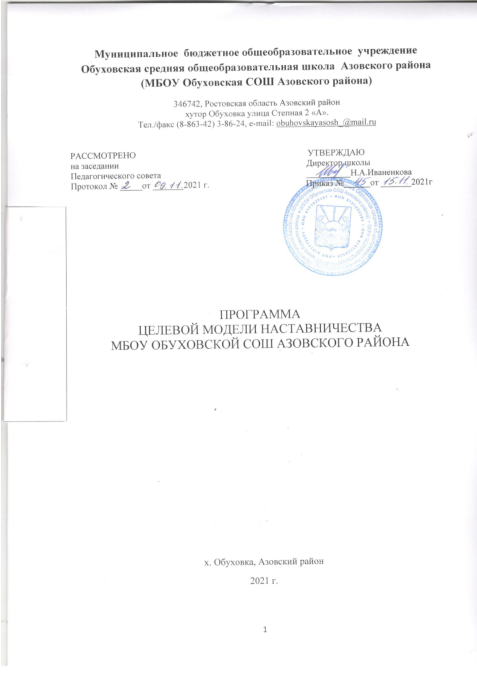 Муниципальное бюджетное общеобразовательное учреждение
Обуховская средняя общеобразовательная школа Азовского района
(МБОУ Обуховская СОШ Азовского района)
346742, Ростовская область Азовский район
хутор Обуховка улица Степная 2 «А».
Тел./факс (8-863-42) 3-86-24, e-mail: obuhovskayasosh_@mail.ru
РАССМОТРЕНО
на заседании
Педагогического совета
Протокол № 2 от 09.11.2021 г.
УТВЕРЖДАЮ
Директор школы
Н.А.Иваненкова
Приказ № 45 от 15.11 2021г
ПРОГРАММА
ЦЕЛЕВОЙ МОДЕЛИ НАСТАВНИЧЕСТВА
МБОУ ОБУХОВСКОЙ СОШ АЗОВСКОГО РАЙОНА
х. Обуховка, Азовский район
2021 г.
1